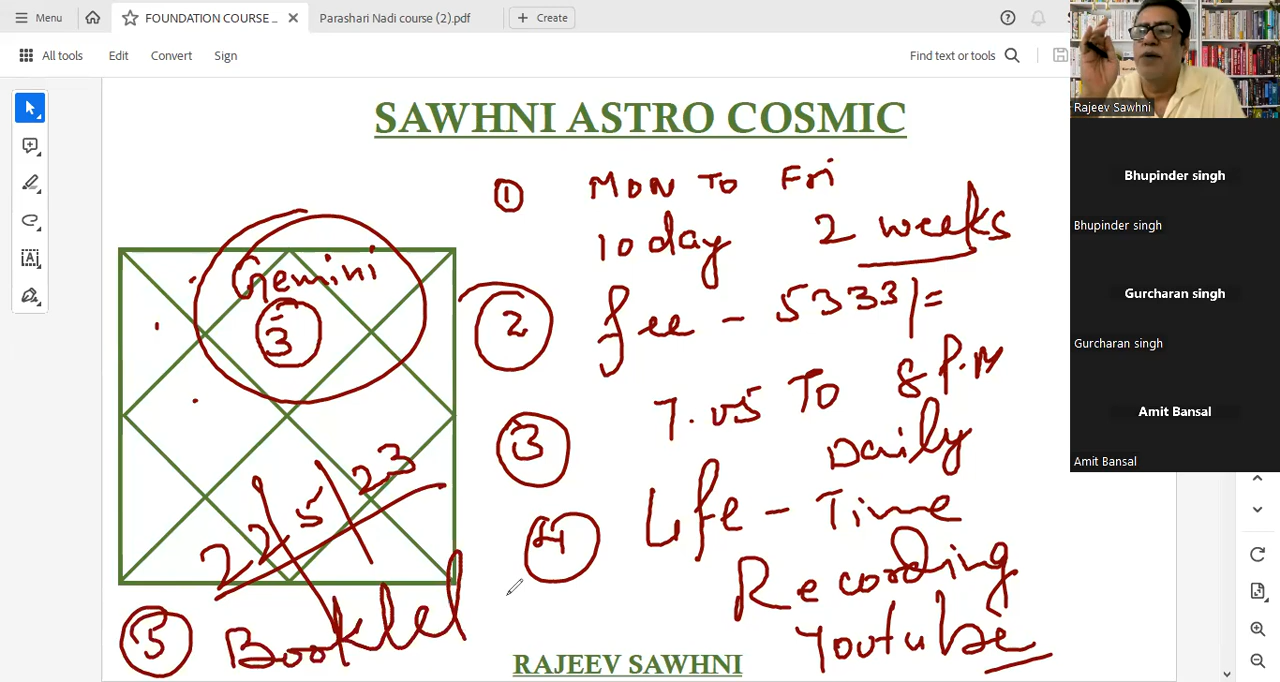 Menu
FOUNDATION COURSE ...
Parashari Nadi course (2).pdf
Create
All tools
Edit
Convert
Sign
Find text or tools
SAWHNI ASTRO COSMIC
① MON TO Fri
10 day 2 weeks
② fee - 5333/=
③ 7.05 TO 8 P.M
Daily
④ Life - Time
Recording
Youtube
Gemini
3
22 5 23
⑤ Booklet
RAJEEV SAWHNI
Rajeev Sawhni
Bhupinder singh
Bhupinder singh
Gurcharan singh
Gurcharan singh
Amit Bansal
Amit Bansal